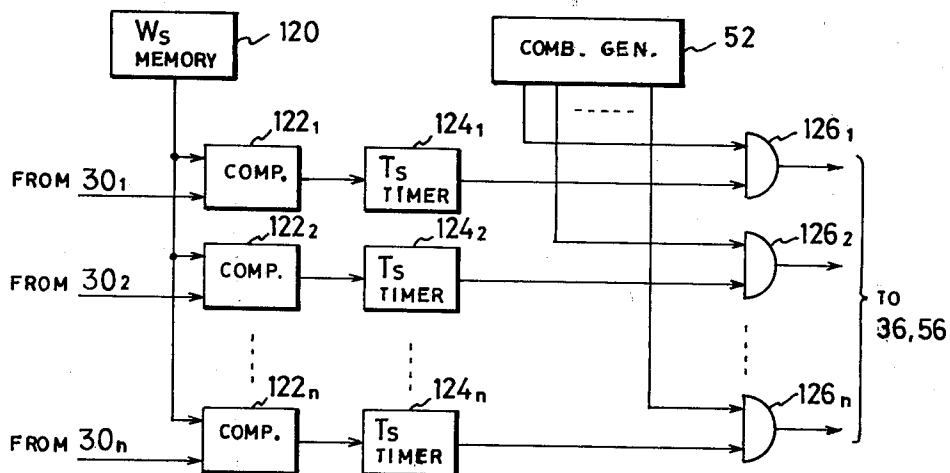 Ws
MEMORY
120
COMB. GEN.
52
122₁
124₁
126₁
COMP.
Ts
TIMER
FROM 30₁
122₂
124₂
126₂
COMP.
Ts
TIMER
FROM 30₂
TO
36,56
122ₙ
124ₙ
126ₙ
COMP.
Ts
TIMER
FROM 30ₙ